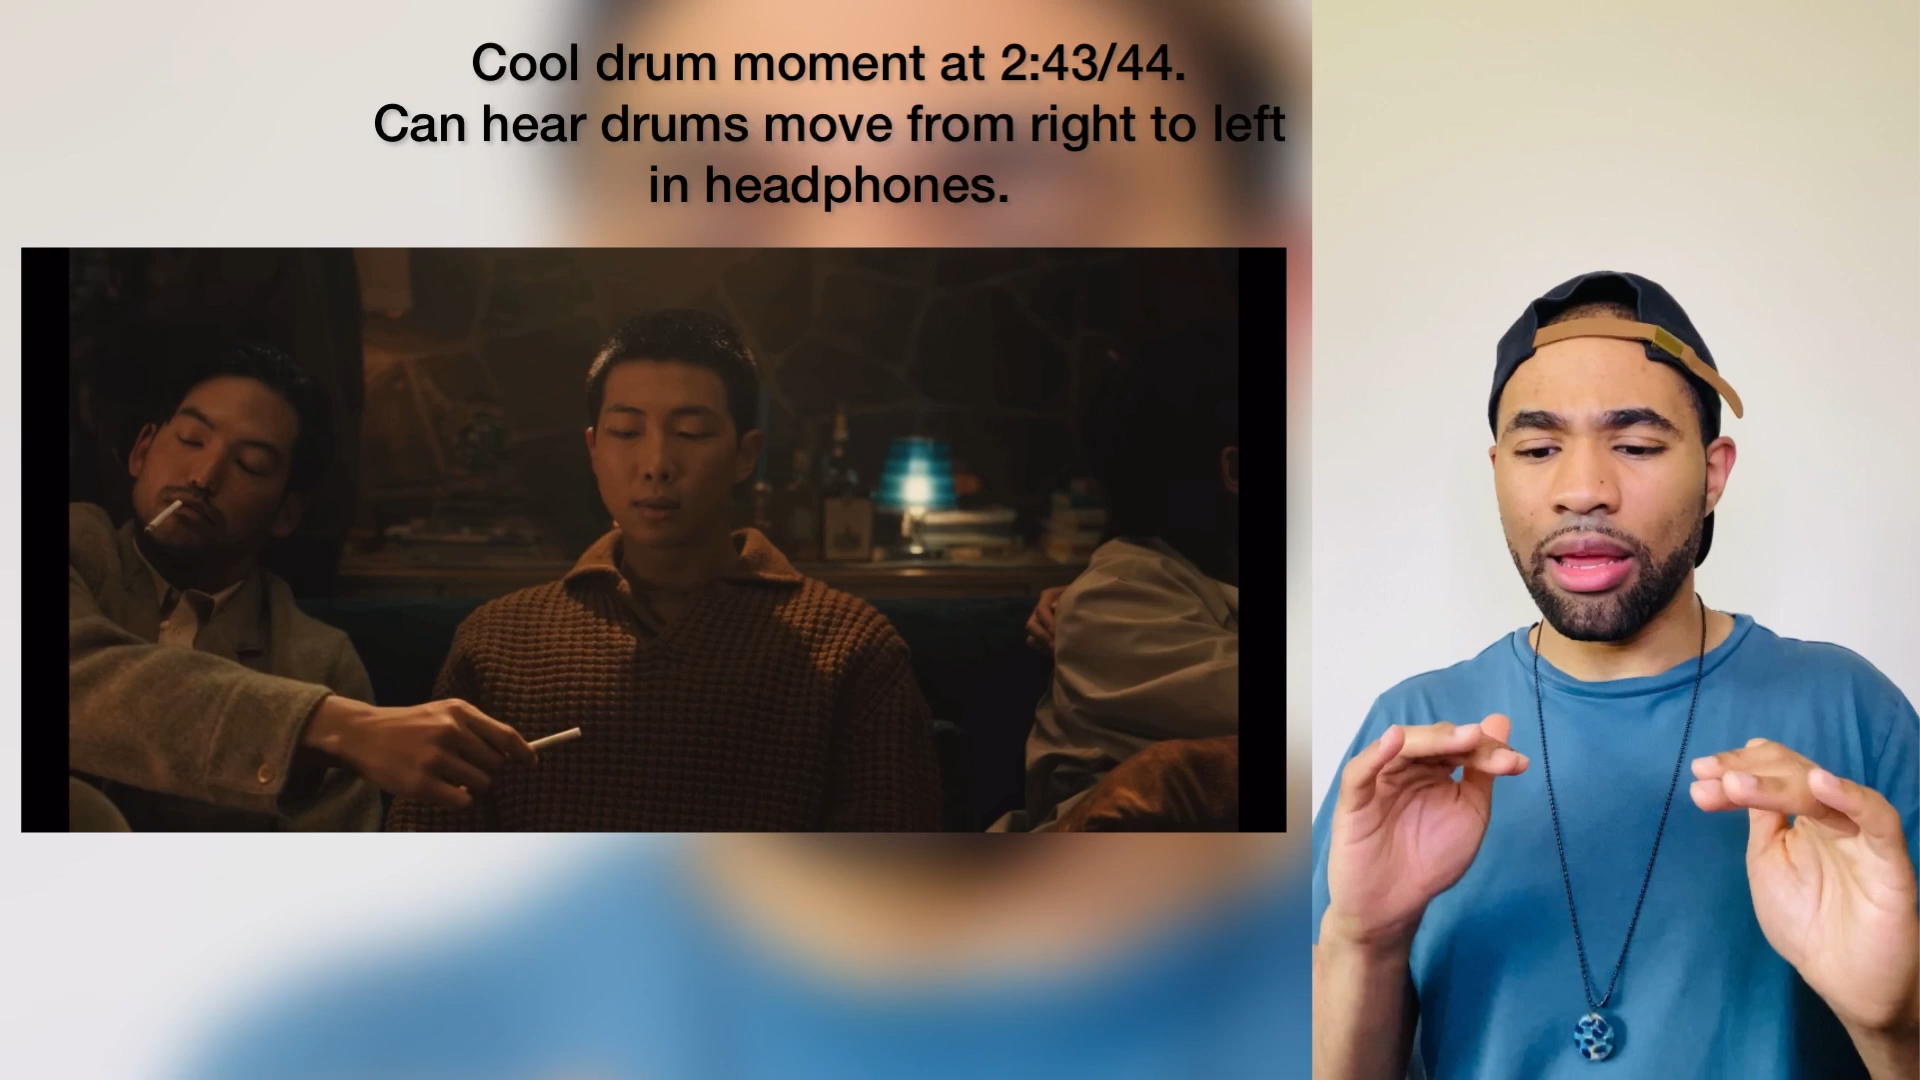 Cool drum moment at 2:43/44.
Can hear drums move from right to left
in headphones.